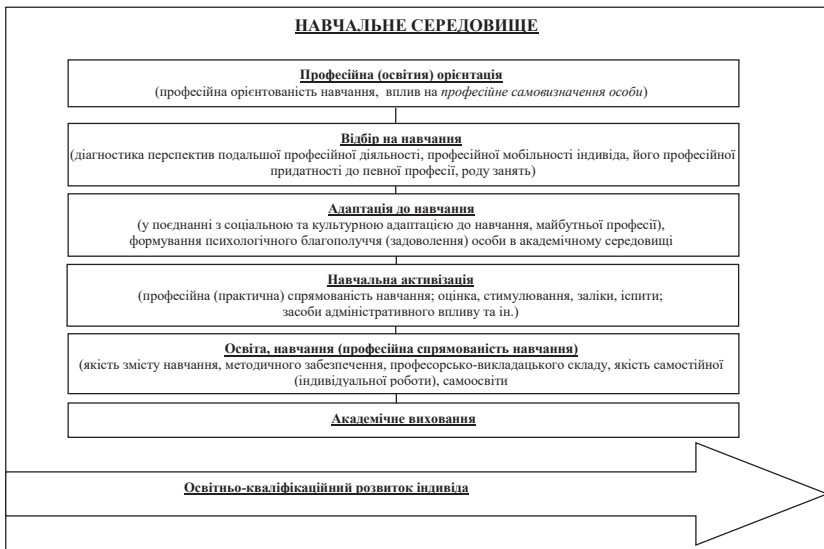 НАВЧАЛЬНЕ СЕРЕДОВИЩЕ
Професійна (освітня) орієнтація
(професійна орієнтованість навчання, вплив на професійне самовизначення особи)
Відбір на навчання
(діагностика перспектив подальшої професійної діяльності, професійної мобільності індивіда, його професійної
придатності до певної професії, роду занять)
Адаптація до навчання
(у поєднанні з соціальною та культурною адаптацією до навчання, майбутньої професії),
формування психологічного благополуччя (задоволення) особи в академічному середовищі
Навчальна активізація
(професійна (практична) спрямованість навчання; оцінка, стимулювання, заліки, іспити;
засоби адміністративного впливу та ін.)
Освіта, навчання (професійна спрямованість навчання)
(якість змісту навчання, методичного забезпечення, професорсько-викладацького складу, якість самостійної
(індивідуальної роботи), самоосвіти
Академічне виховання
Освітньо-кваліфікаційний розвиток індивіда